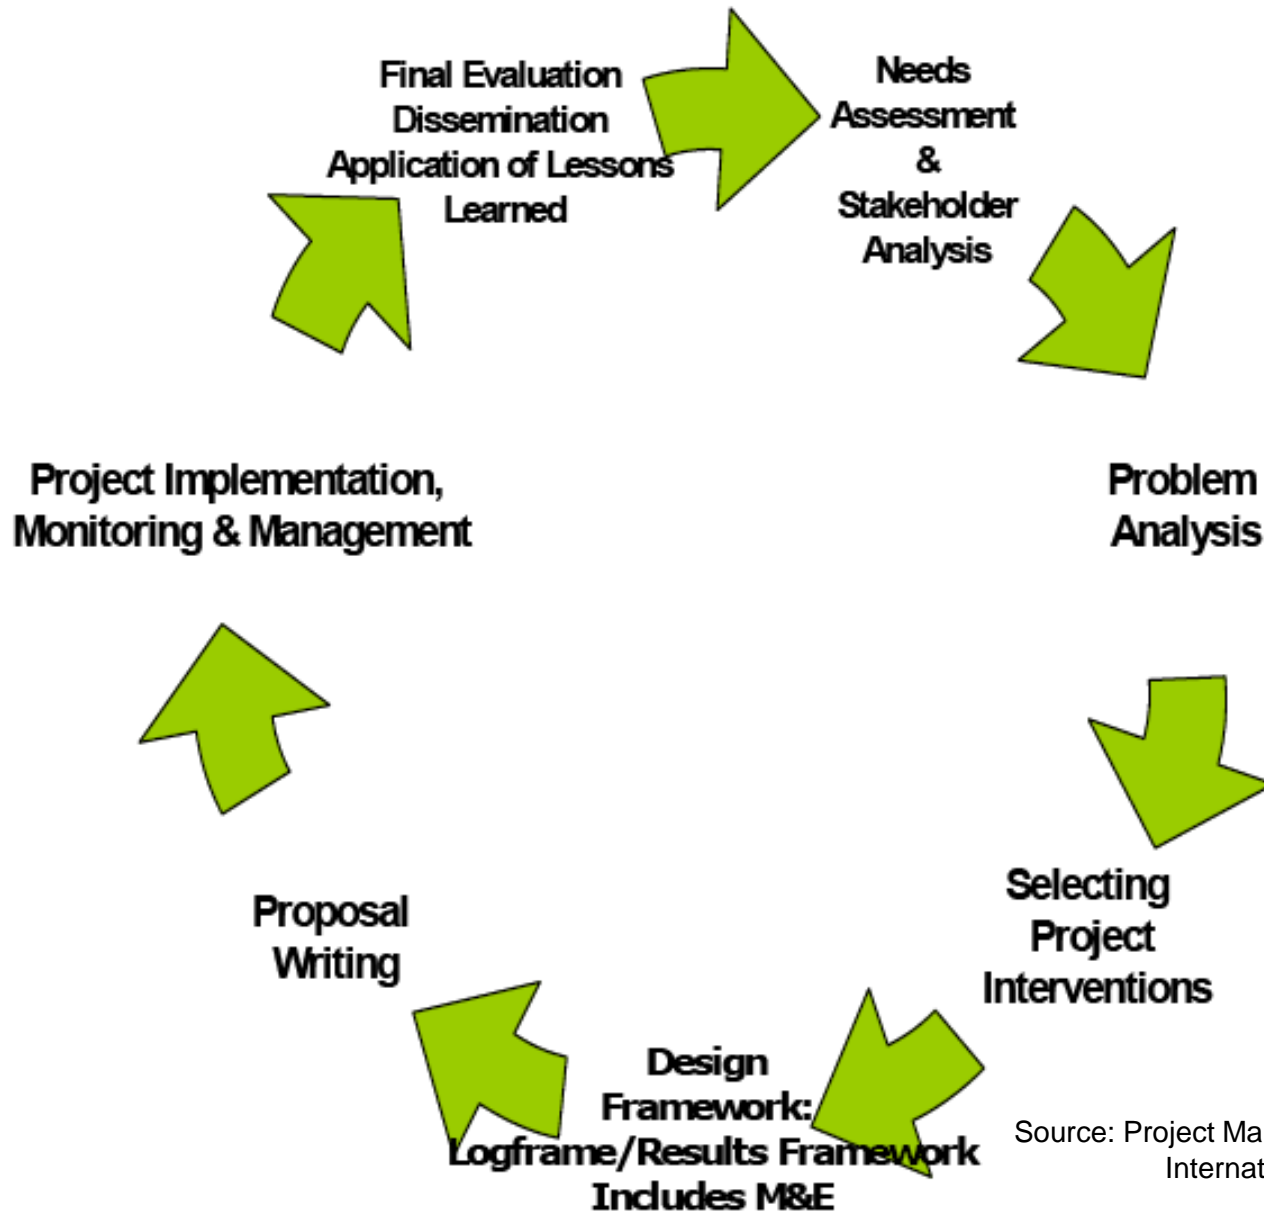 Final Evaluation
Dissemination
Application of Lessons
Learned
Needs
Assessment
&
Stakeholder
Analysis
Problem
Analysis
Selecting
Project
Interventions
Design
Framework:
Logframe/Results Framework
Includes M&E
Proposal
Writing
Project Implementation,
Monitoring & Management
Source: Project Ma
Internat